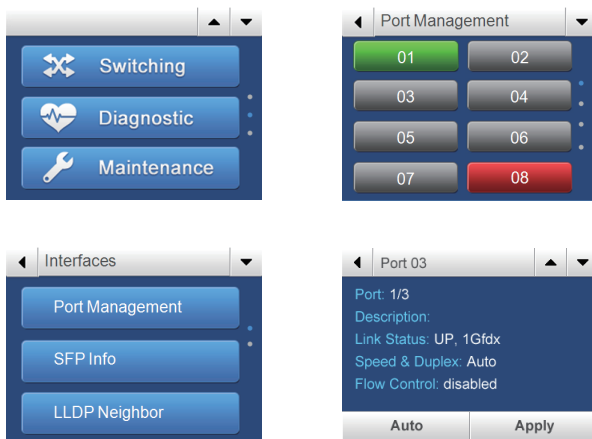 Switching
Diagnostic
Maintenance
Port Management
01 02
03 04
05 06
07 08
Interfaces
Port Management
SFP Info
LLDP Neighbor
Port 03
Port: 1/3
Description:
Link Status: UP, 1Gfdx
Speed & Duplex: Auto
Flow Control: disabled
Auto Apply